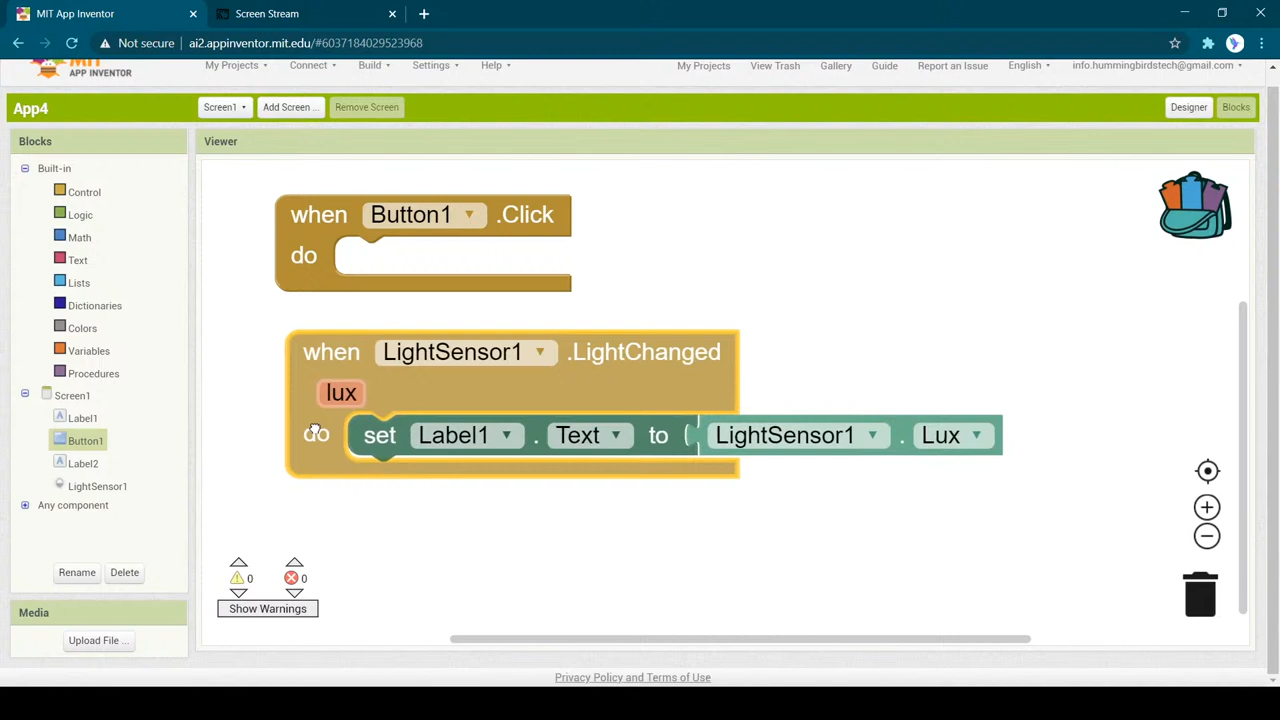 MIT App Inventor
Screen Stream
Not secure
ai2.appinventor.mit.edu/#6037184029523968
MIT
APP INVENTOR
My Projects
Connect
Build
Settings
Help
My Projects
View Trash
Gallery
Guide
Report an Issue
English
info.hummingbirdstech@gmail.com
App4
Screen1
Add Screen ...
Remove Screen
Designer
Blocks
Blocks
Viewer
Built-in
Control
Logic
Math
Text
Lists
Dictionaries
Colors
Variables
Procedures
Screen1
Label1
Button1
Label2
LightSensor1
Any component
Rename
Delete
Media
Upload File ...
when Button1 .Click
do
when LightSensor1 .LightChanged
lux
do set Label1 . Text to LightSensor1 . Lux
0 0
Show Warnings
Privacy Policy and Terms of Use